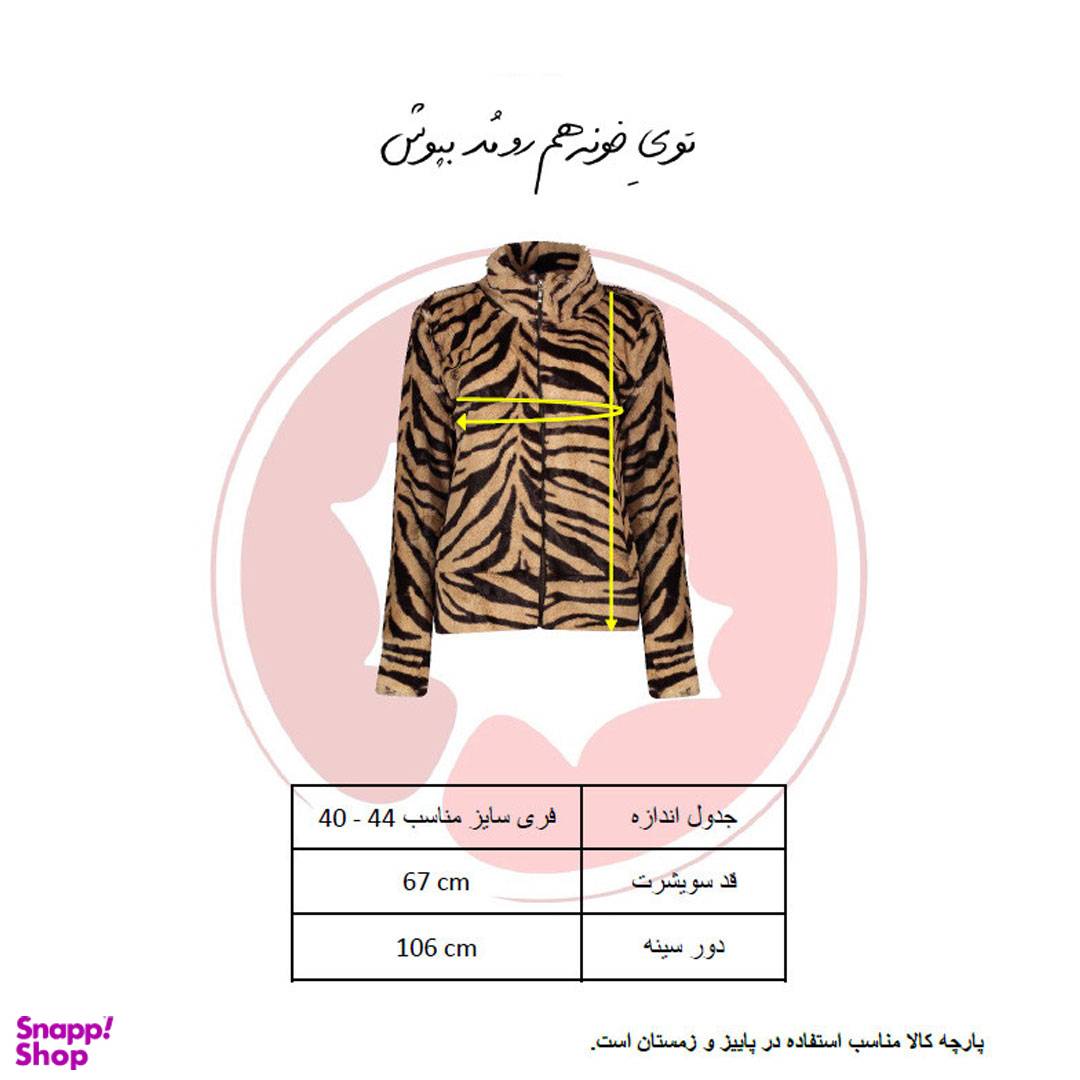 تویِ خونه هم رو مُد بپوش
جدول اندازه	فری سایز مناسب 44 - 40
قد سویشرت	67 cm
دور سینه	106 cm
پارچه کالا مناسب استفاده در پاییز و زمستان است.
Snapp!
Shop